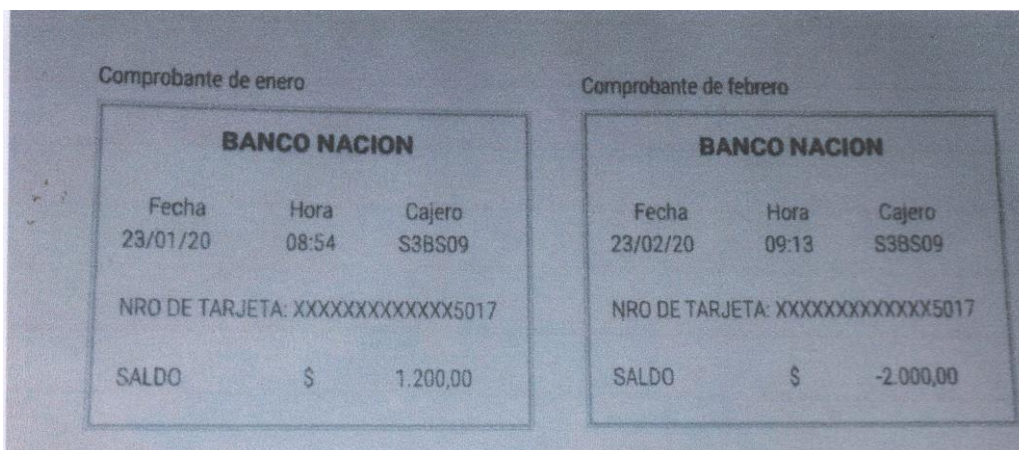 Comprobante de enero
BANCO NACION
Fecha Hora Cajero
23/01/20 08:54 S3BS09
NRO DE TARJETA: XXXXXXXXXXXXX5017
SALDO $ 1.200,00
Comprobante de febrero
BANCO NACION
Fecha Hora Cajero
23/02/20 09:13 S3BS09
NRO DE TARJETA: XXXXXXXXXXXXX5017
SALDO $ -2.000,00